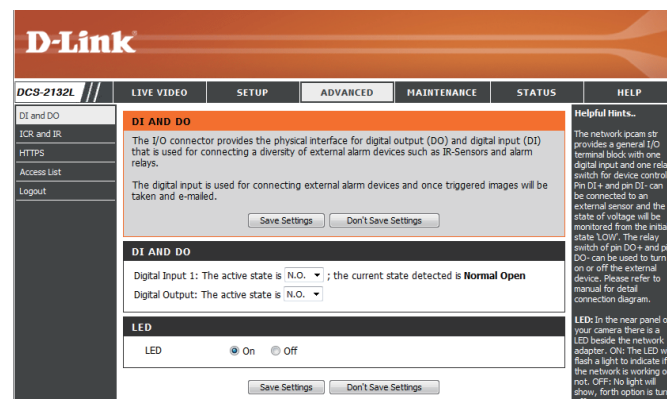 D-Link
DCS-2132L
LIVE VIDEO
SETUP
ADVANCED
MAINTENANCE
STATUS
HELP
DI and DO
ICR and IR
HTTPS
Access List
Logout
DI AND DO
The I/O connector provides the physical interface for digital output (DO) and digital input (DI)
that is used for connecting a diversity of external alarm devices such as IR-Sensors and alarm
relays.
The digital input is used for connecting external alarm devices and once triggered images will be
taken and e-mailed.
Save Settings Don't Save Settings
DI AND DO
Digital Input 1: The active state is N.O. ; the current state detected is Normal Open
Digital Output: The active state is N.O.
LED
LED On Off
Save Settings Don't Save Settings
Helpful Hints..
The network ipcam str
provides a general I/O
terminal block with one
digital input and one rela
switch for device control
Pin DI+ and pin DI- can
be connected to an
external sensor and the
state of voltage will be
monitored from the initia
state 'LOW'. The relay
switch of pin DO+ and pi
DO- can be used to turn
on or off the external
device. Please refer to
manual for detail
connection diagram.
LED: In the near panel o
your camera there is a
LED beside the network
adapter. ON: The LED w
flash a light to indicate if
the network is working o
not. OFF: No light will
show, forth option is tur